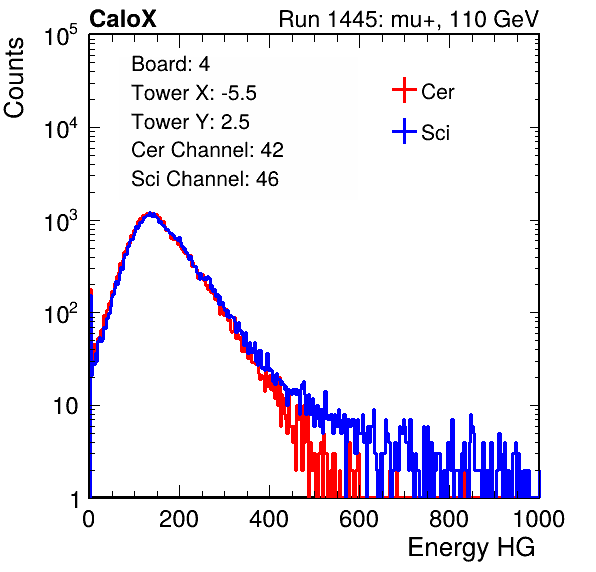 CaloX Run 1445: mu+, 110 GeV
Counts
Board: 4
Tower X: -5.5
Tower Y: 2.5
Cer Channel: 42
Sci Channel: 46
Cer
Sci
10^5
10^4
10^3
10^2
10
1
0 200 400 600 800 1000
Energy HG